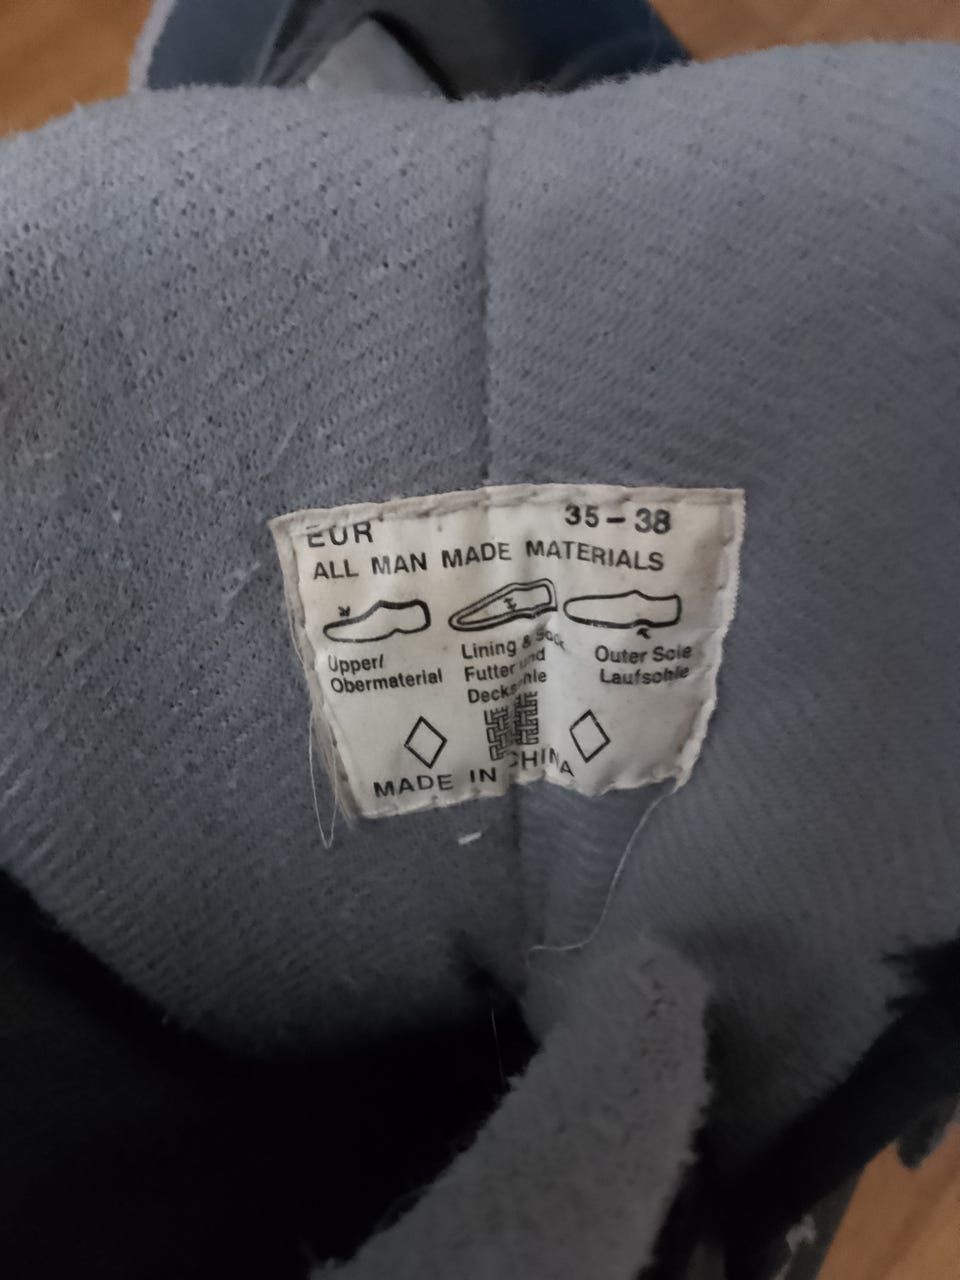 EUR 35-38
ALL MAN MADE MATERIALS
Upper/
Obermaterial
Lining & Sock
Futter und
Decksohle
Outer Sole
Laufsohle
MADE IN CHINA